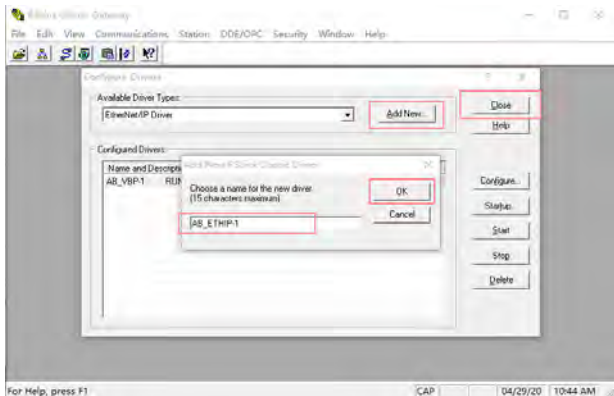 RSLinx Classic Gateway
File Edit View Communications Station DDE/OPC Security Window Help
Configure Drivers
Available Driver Types:
EtherNet/IP Driver
Add New...
Close
Help
Configured Drivers:
Name and Descripti
AB_VBP-1 RUN
Add New RSLinx Classic Driver
Choose a name for the new driver.
(15 characters maximum)
AB_ETHIP-1
OK
Cancel
Configure...
Startup...
Start
Stop
Delete
For Help, press F1
CAP 04/29/20 10:44 AM